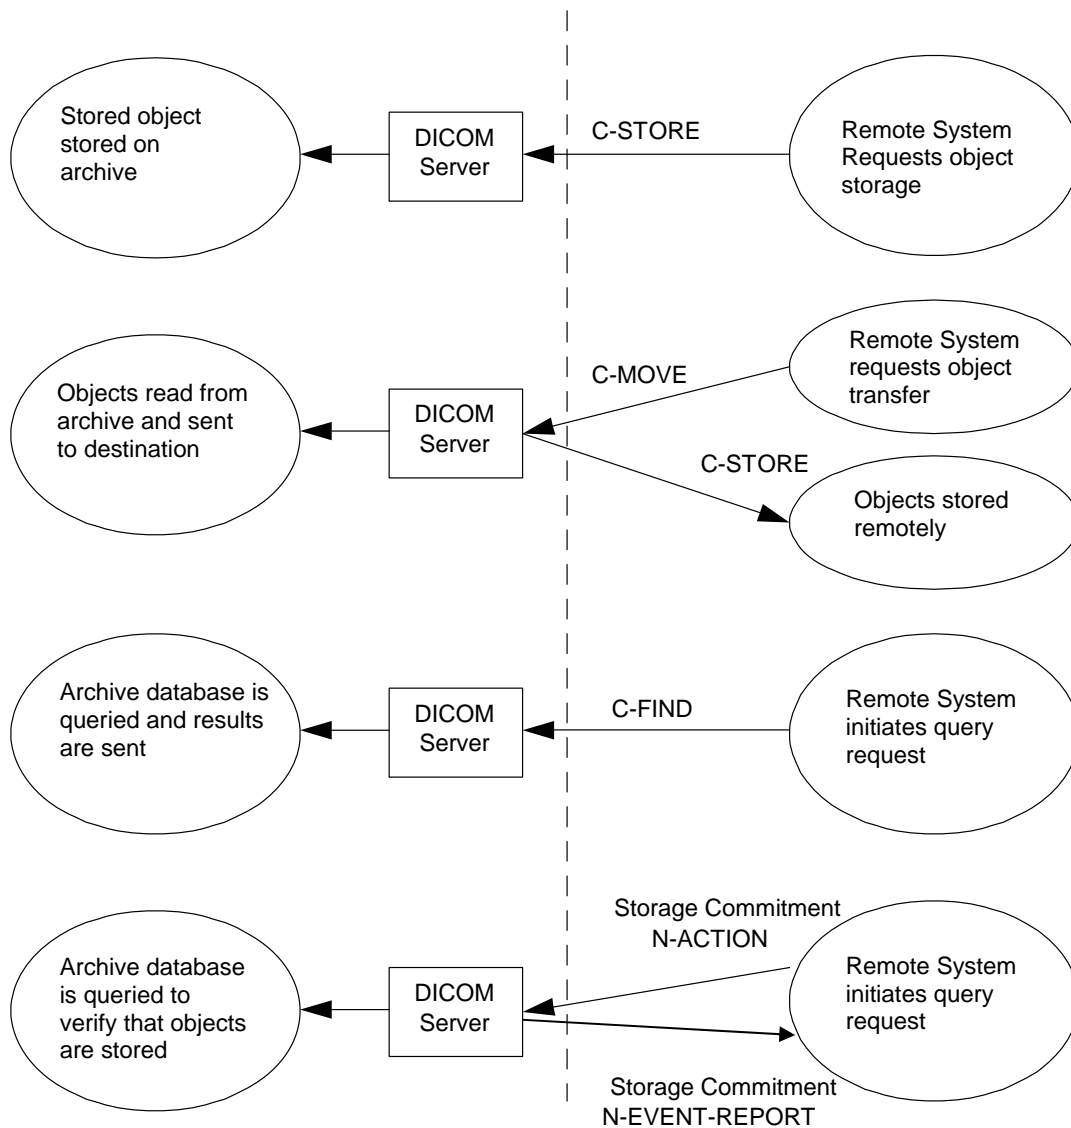 Stored object
stored on
archive
DICOM
Server
C-STORE
Remote System
Requests object
storage
Objects read from
archive and sent
to destination
DICOM
Server
C-MOVE
Remote System
requests object
transfer
C-STORE
Objects stored
remotely
Archive database is
queried and results
are sent
DICOM
Server
C-FIND
Remote System
initiates query
request
Archive database
is queried to
verify that objects
are stored
DICOM
Server
Storage Commitment
N-ACTION
Remote System
initiates query
request
Storage Commitment
N-EVENT-REPORT